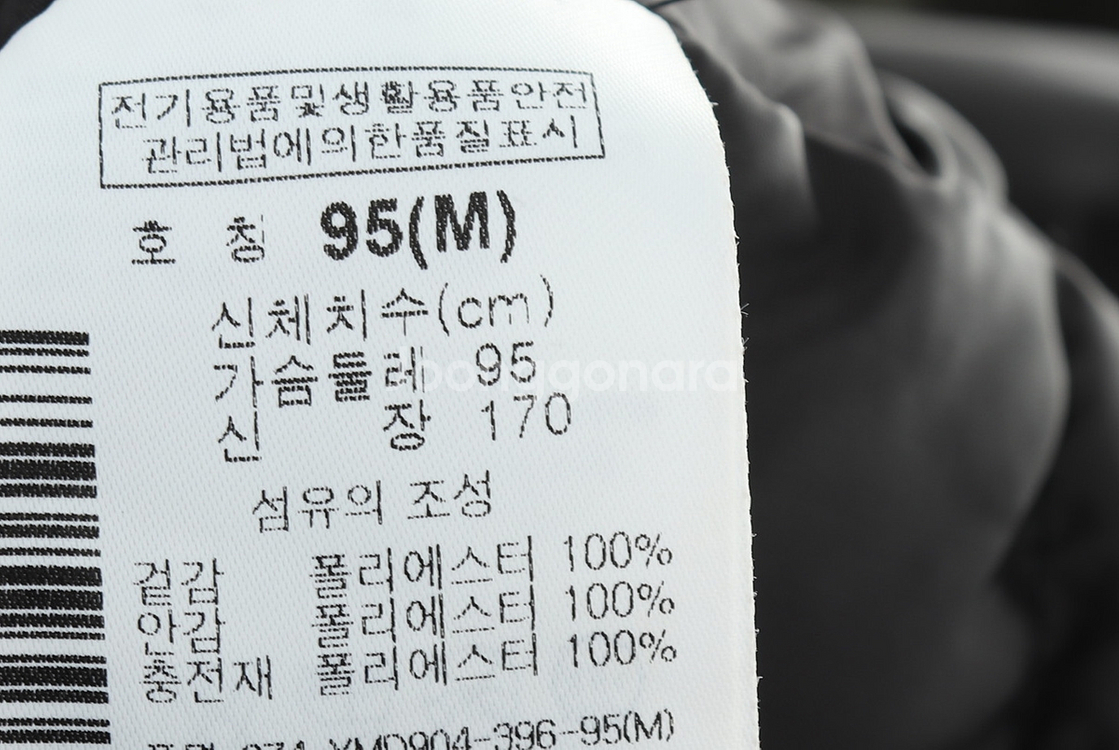 전기용품및생활용품안전
관리법에의한품질표시
호 칭 95(M)
신체치수(cm)
가슴둘레 95
신 장 170
섬유의 조성
겉감 폴리에스터 100%
안감 폴리에스터 100%
충전재 폴리에스터 100%
YMD904-396-95(M)